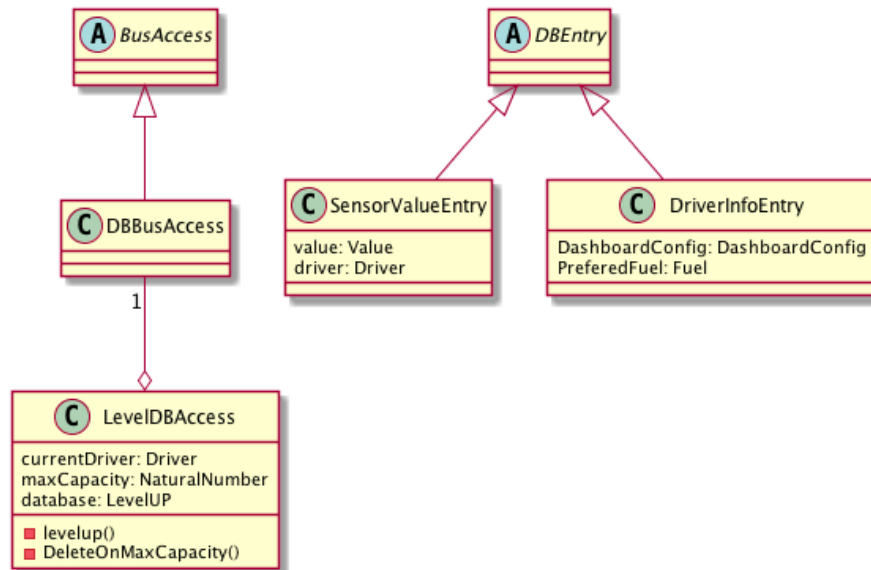 A BusAccess
A DBEntry
C DBBusAccess
C SensorValueEntry
value: Value
driver: Driver
C DriverInfoEntry
DashboardConfig: DashboardConfig
PreferedFuel: Fuel
1
C LevelDBAccess
currentDriver: Driver
maxCapacity: NaturalNumber
database: LevelUP
levelup()
DeleteOnMaxCapacity()